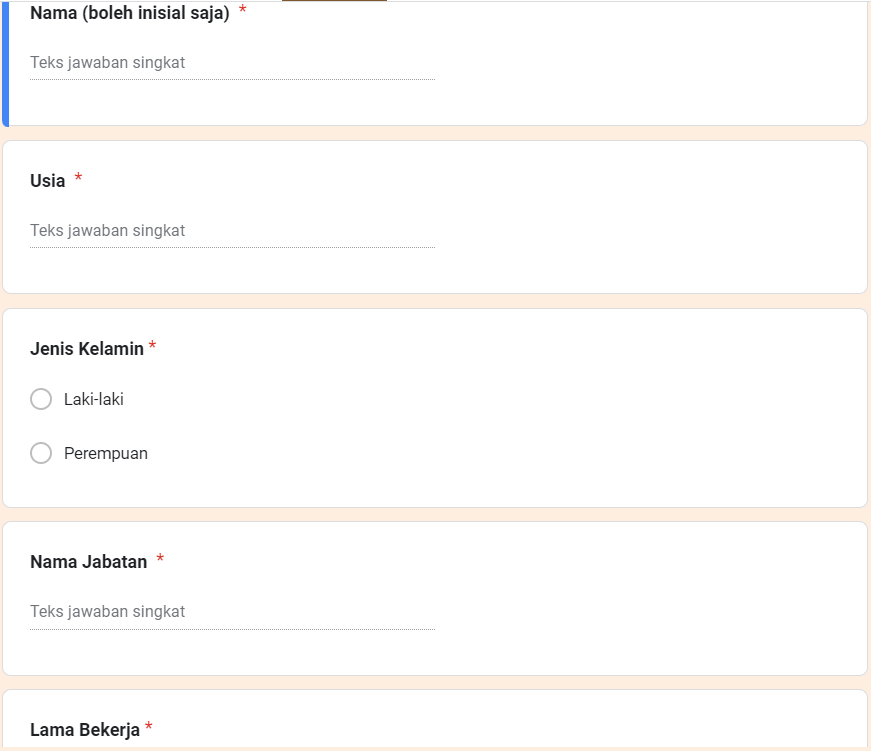 Nama (boleh inisial saja) *
Teks jawaban singkat
Usia *
Teks jawaban singkat
Jenis Kelamin *
Laki-laki
Perempuan
Nama Jabatan *
Teks jawaban singkat
Lama Bekerja *